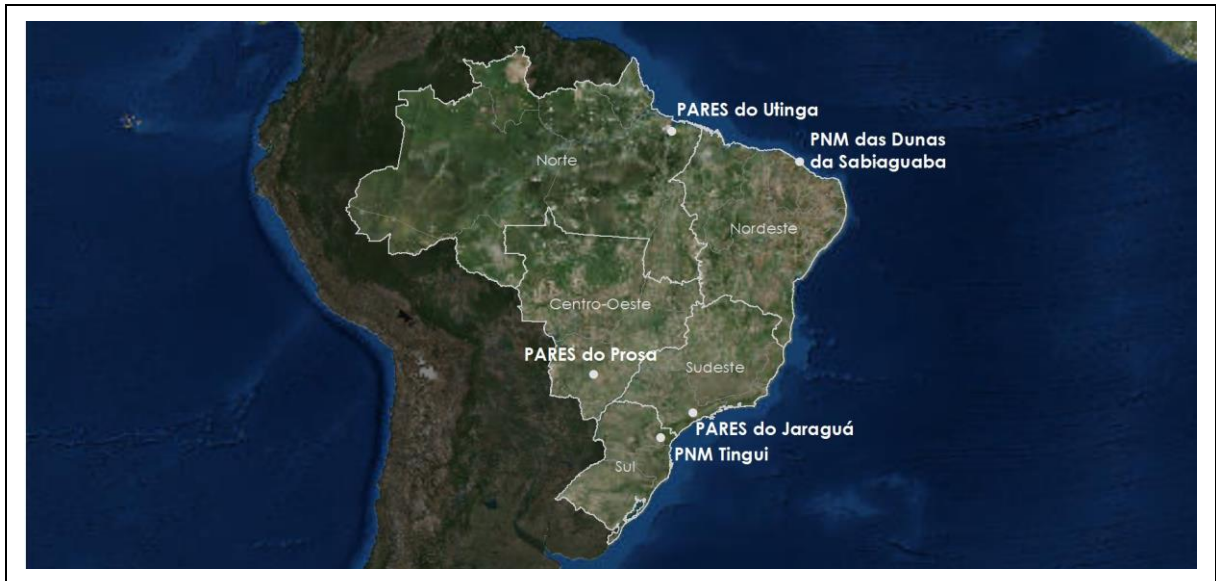 PARES do Utinga
PNM das Dunas
da Sabiaguaba
Norte
Nordeste
Centro-Oeste
PARES do Prosa
Sudeste
PARES do Jaraguá
PNM Tingui
Sul